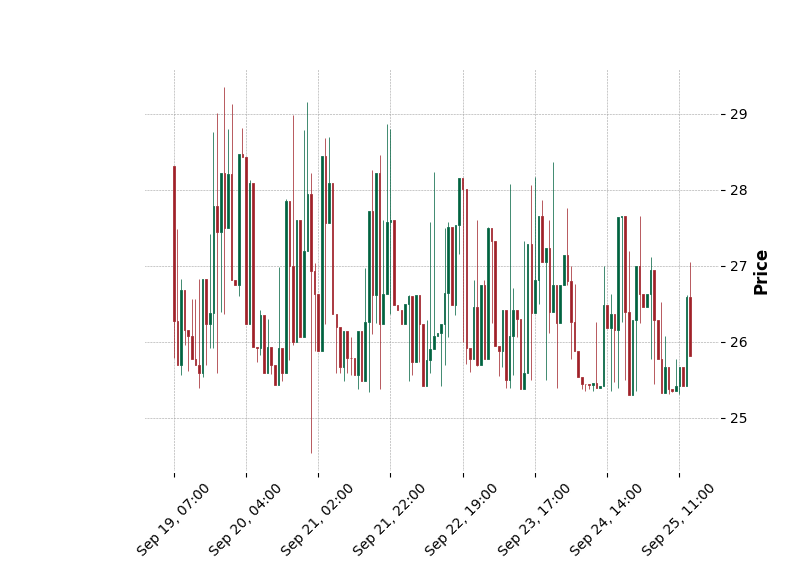 29
28
27
26
25
Price
Sep 19, 07:00
Sep 20, 04:00
Sep 21, 02:00
Sep 21, 22:00
Sep 22, 19:00
Sep 23, 17:00
Sep 24, 14:00
Sep 25, 11:00